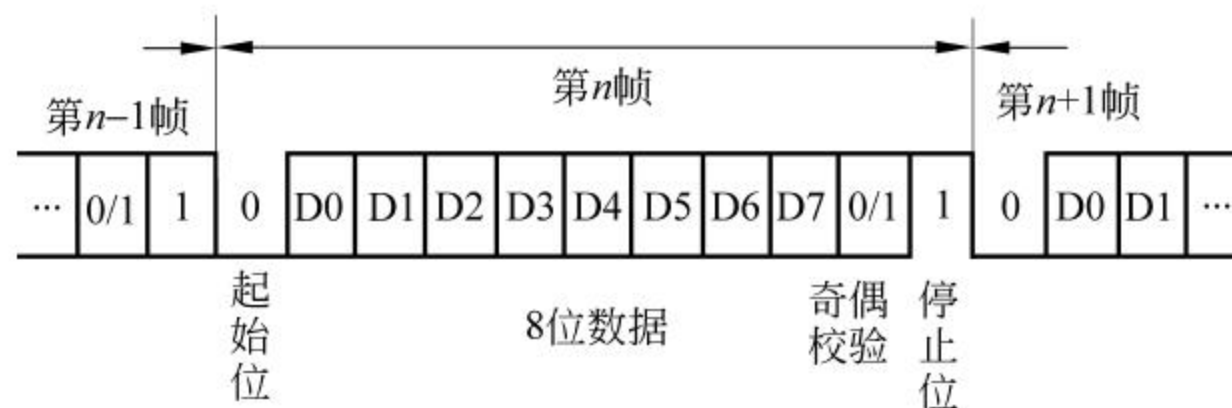 第n帧
第n−1帧
第n+1帧
… 0/1 1 0 D0 D1 D2 D3 D4 D5 D6 D7 0/1 1 0 D0 D1 …
起始位
8位数据
奇偶校验
停止位